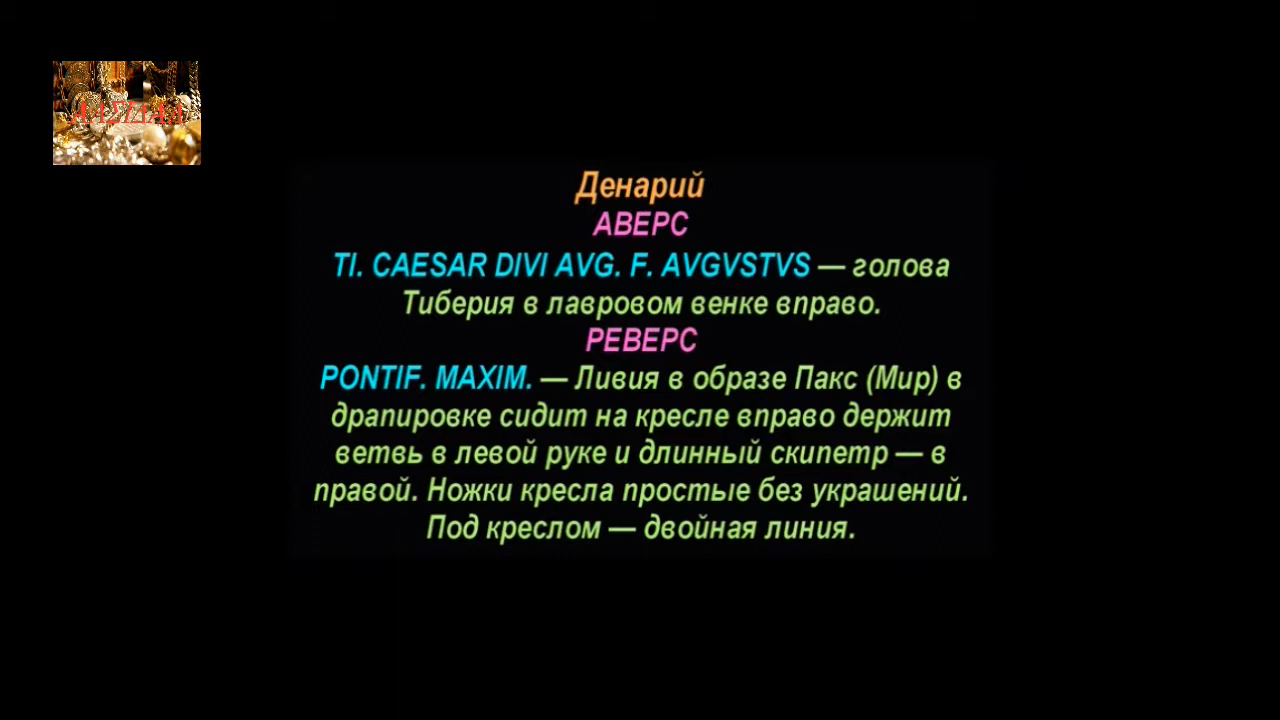 Денарий
АВЕРС
TI. CAESAR DIVI AVG. F. AVGVSTVS — голова
Тиберия в лавровом венке вправо.
РЕВЕРС
PONTIF. MAXIM. — Ливия в образе Пакс (Мир) в
драпировке сидит на кресле вправо держит
ветвь в левой руке и длинный скипетр — в
правой. Ножки кресла простые без украшений.
Под креслом — двойная линия.